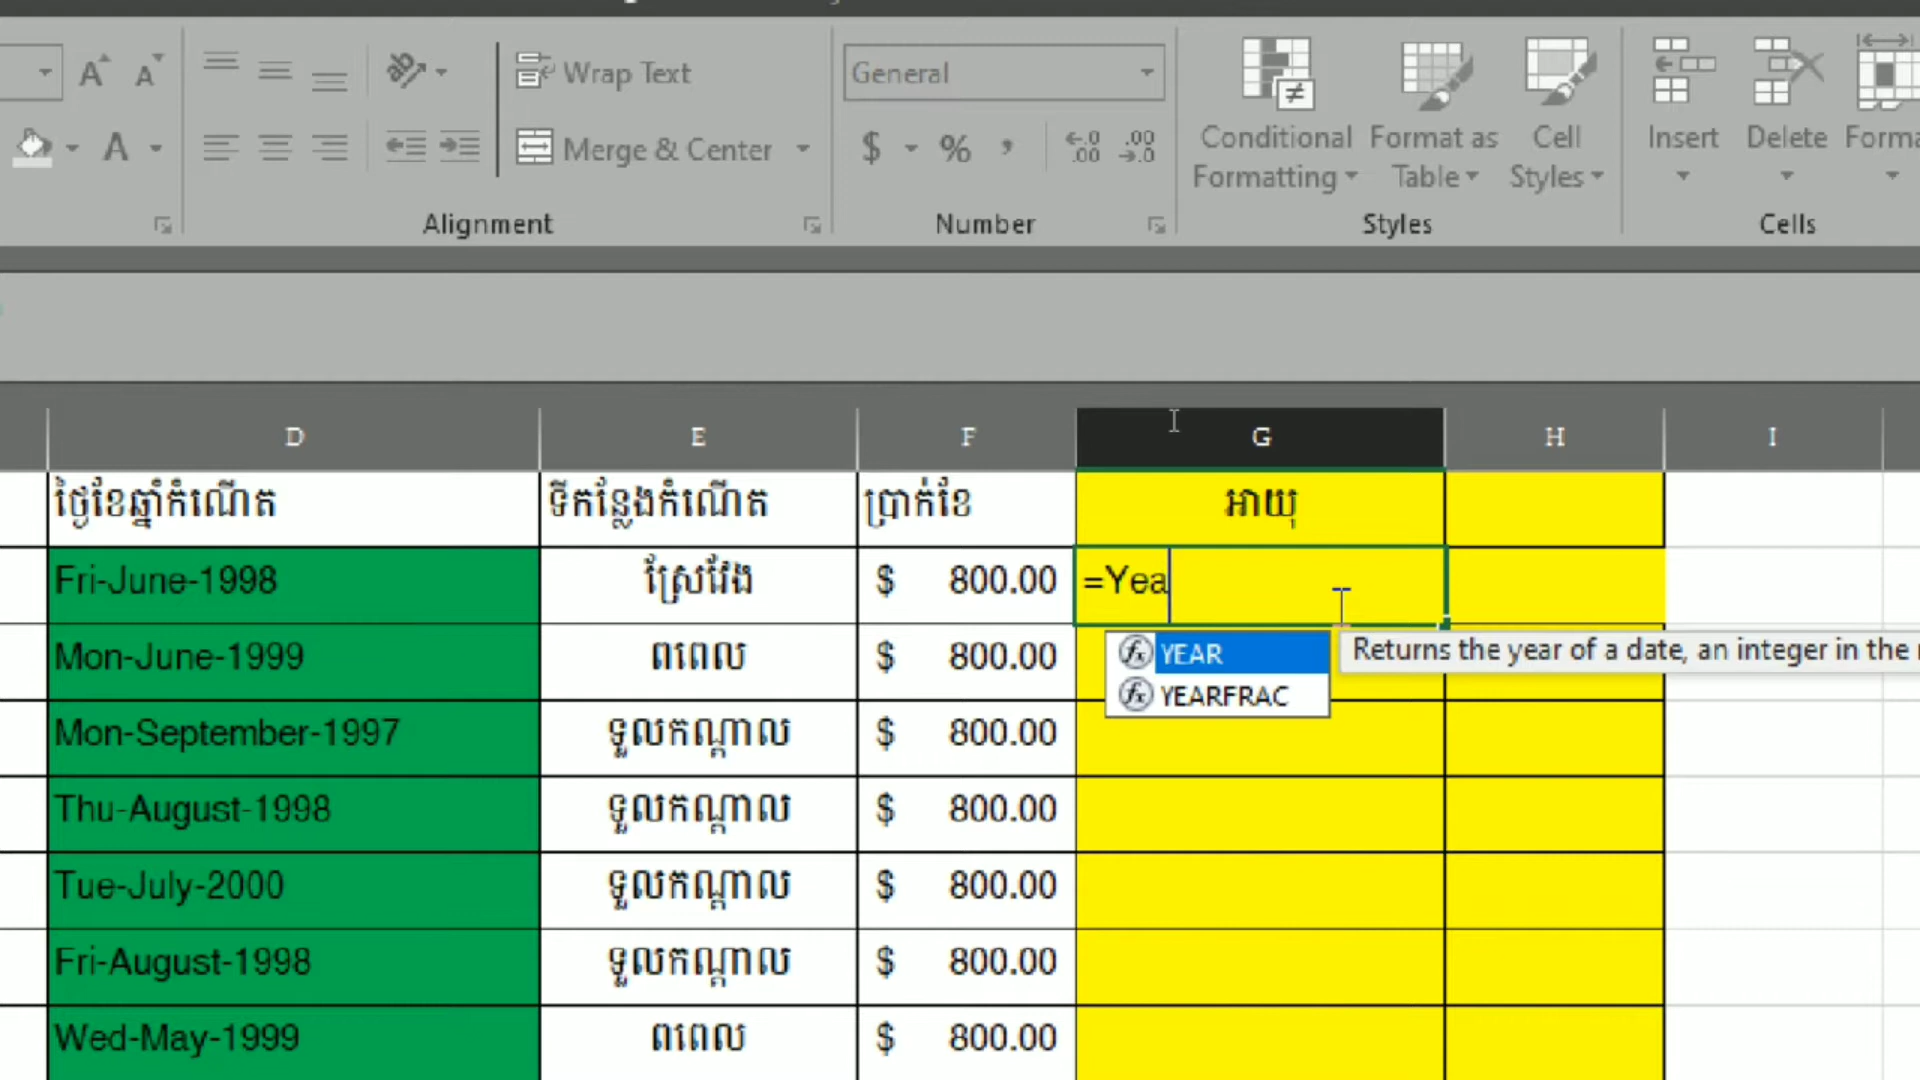 Wrap Text
General
Merge & Center
$ % ,
Conditional Formatting
Format as Table
Cell Styles
Insert
Delete
Forma
Alignment
Number
Styles
Cells
D E F G H I
ថ្ងៃខែឆ្នាំកំណើត ទីកន្លែងកំណើត ប្រាក់ខែ អាយុ
Fri-June-1998 ស្រែវែង $ 800.00 =Yea
Mon-June-1999 ពពេល $ 800.00
YEAR Returns the year of a date, an integer in the
YEARFRAC
Mon-September-1997 ទួលកណ្ដាល $ 800.00
Thu-August-1998 ទួលកណ្ដាល $ 800.00
Tue-July-2000 ទួលកណ្ដាល $ 800.00
Fri-August-1998 ទួលកណ្ដាល $ 800.00
Wed-May-1999 ពពេល $ 800.00